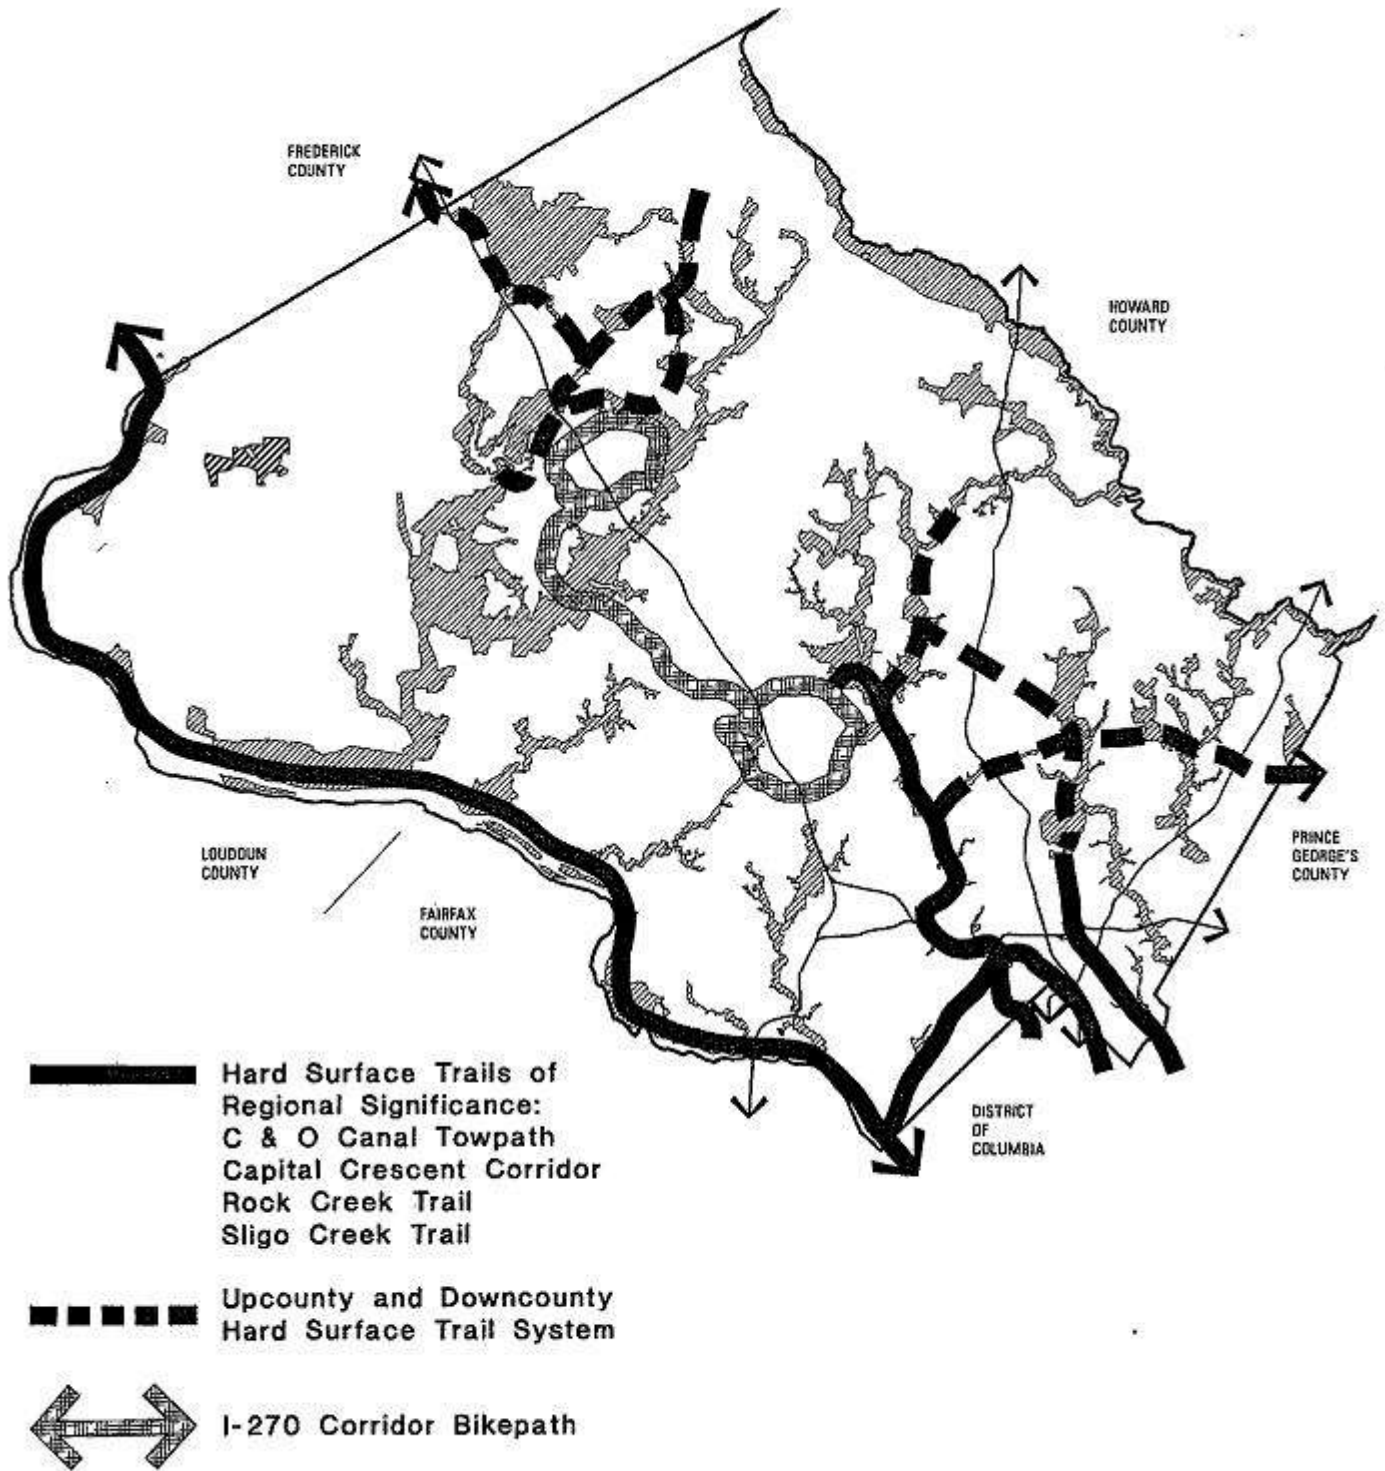 FREDERICK
COUNTY
HOWARD
COUNTY
LOUDOUN
COUNTY
FAIRFAX
COUNTY
PRINCE
GEORGE'S
COUNTY
DISTRICT
OF
COLUMBIA
Hard Surface Trails of
Regional Significance:
C & O Canal Towpath
Capital Crescent Corridor
Rock Creek Trail
Sligo Creek Trail
Upcounty and Downcounty
Hard Surface Trail System
I-270 Corridor Bikepath